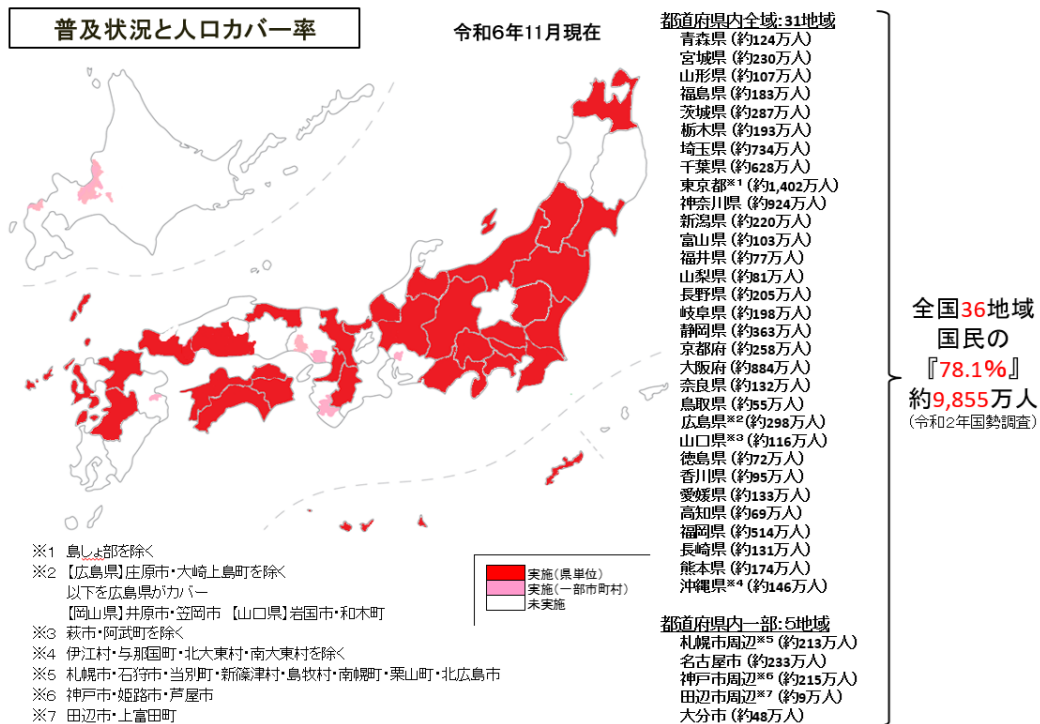 普及状況と人口カバー率
令和6年11月現在
都道府県内全域:31地域
青森県(約124万人)
宮城県(約230万人)
山形県(約107万人)
福島県(約183万人)
茨城県(約287万人)
栃木県(約193万人)
埼玉県(約734万人)
千葉県(約628万人)
東京都※1(約1,402万人)
神奈川県(約924万人)
新潟県(約220万人)
富山県(約103万人)
福井県(約77万人)
山梨県(約81万人)
長野県(約205万人)
岐阜県(約198万人)
静岡県(約363万人)
京都府(約258万人)
大阪府(約884万人)
奈良県(約132万人)
鳥取県(約55万人)
広島県※2(約298万人)
山口県※3(約116万人)
徳島県(約72万人)
香川県(約95万人)
愛媛県(約133万人)
高知県(約69万人)
福岡県(約514万人)
長崎県(約131万人)
熊本県(約174万人)
沖縄県※4(約146万人)
都道府県内一部:5地域
札幌市周辺※5(約213万人)
名古屋市(約233万人)
神戸市周辺※6(約215万人)
田辺市周辺※7(約9万人)
大分市(約48万人)
全国36地域
国民の
『78.1%』
約9,855万人
(令和2年国勢調査)
実施(県単位)
実施(一部市町村)
未実施
※1 島しょ部を除く
※2 【広島県】庄原市・大崎上島町を除く
以下を広島県がカバー
【岡山県】井原市・笠岡市 【山口県】岩国市・和木町
※3 萩市・阿武町を除く
※4 伊江村・与那国町・北大東村・南大東村を除く
※5 札幌市・石狩市・当別町・新篠津村・島牧村・南幌町・栗山町・北広島市
※6 神戸市・姫路市・芦屋市
※7 田辺市・上富田町